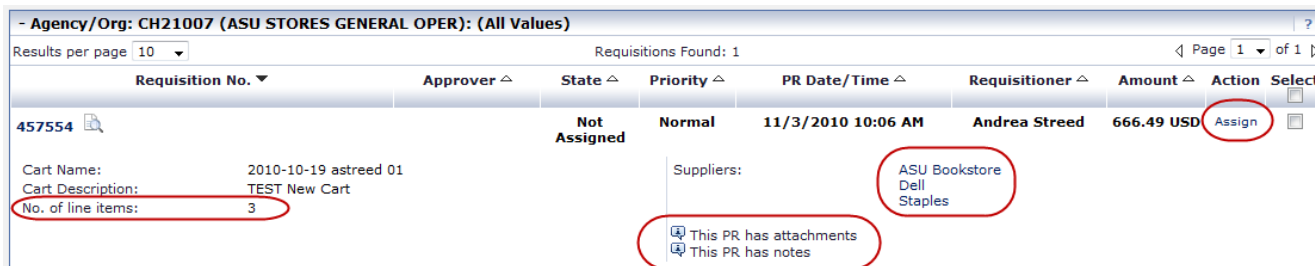 - Agency/Org: CH21007 (ASU STORES GENERAL OPER): (All Values) ?
Results per page 10 Requisitions Found: 1 Page 1 of 1
Requisition No. Approver State Priority PR Date/Time Requisitioner Amount Action Select
457554 Not Assigned Normal 11/3/2010 10:06 AM Andrea Streed 666.49 USD Assign
Cart Name: 2010-10-19 astreed 01 Suppliers: ASU Bookstore
Cart Description: TEST New Cart Dell
No. of line items: 3 Staples
This PR has attachments
This PR has notes